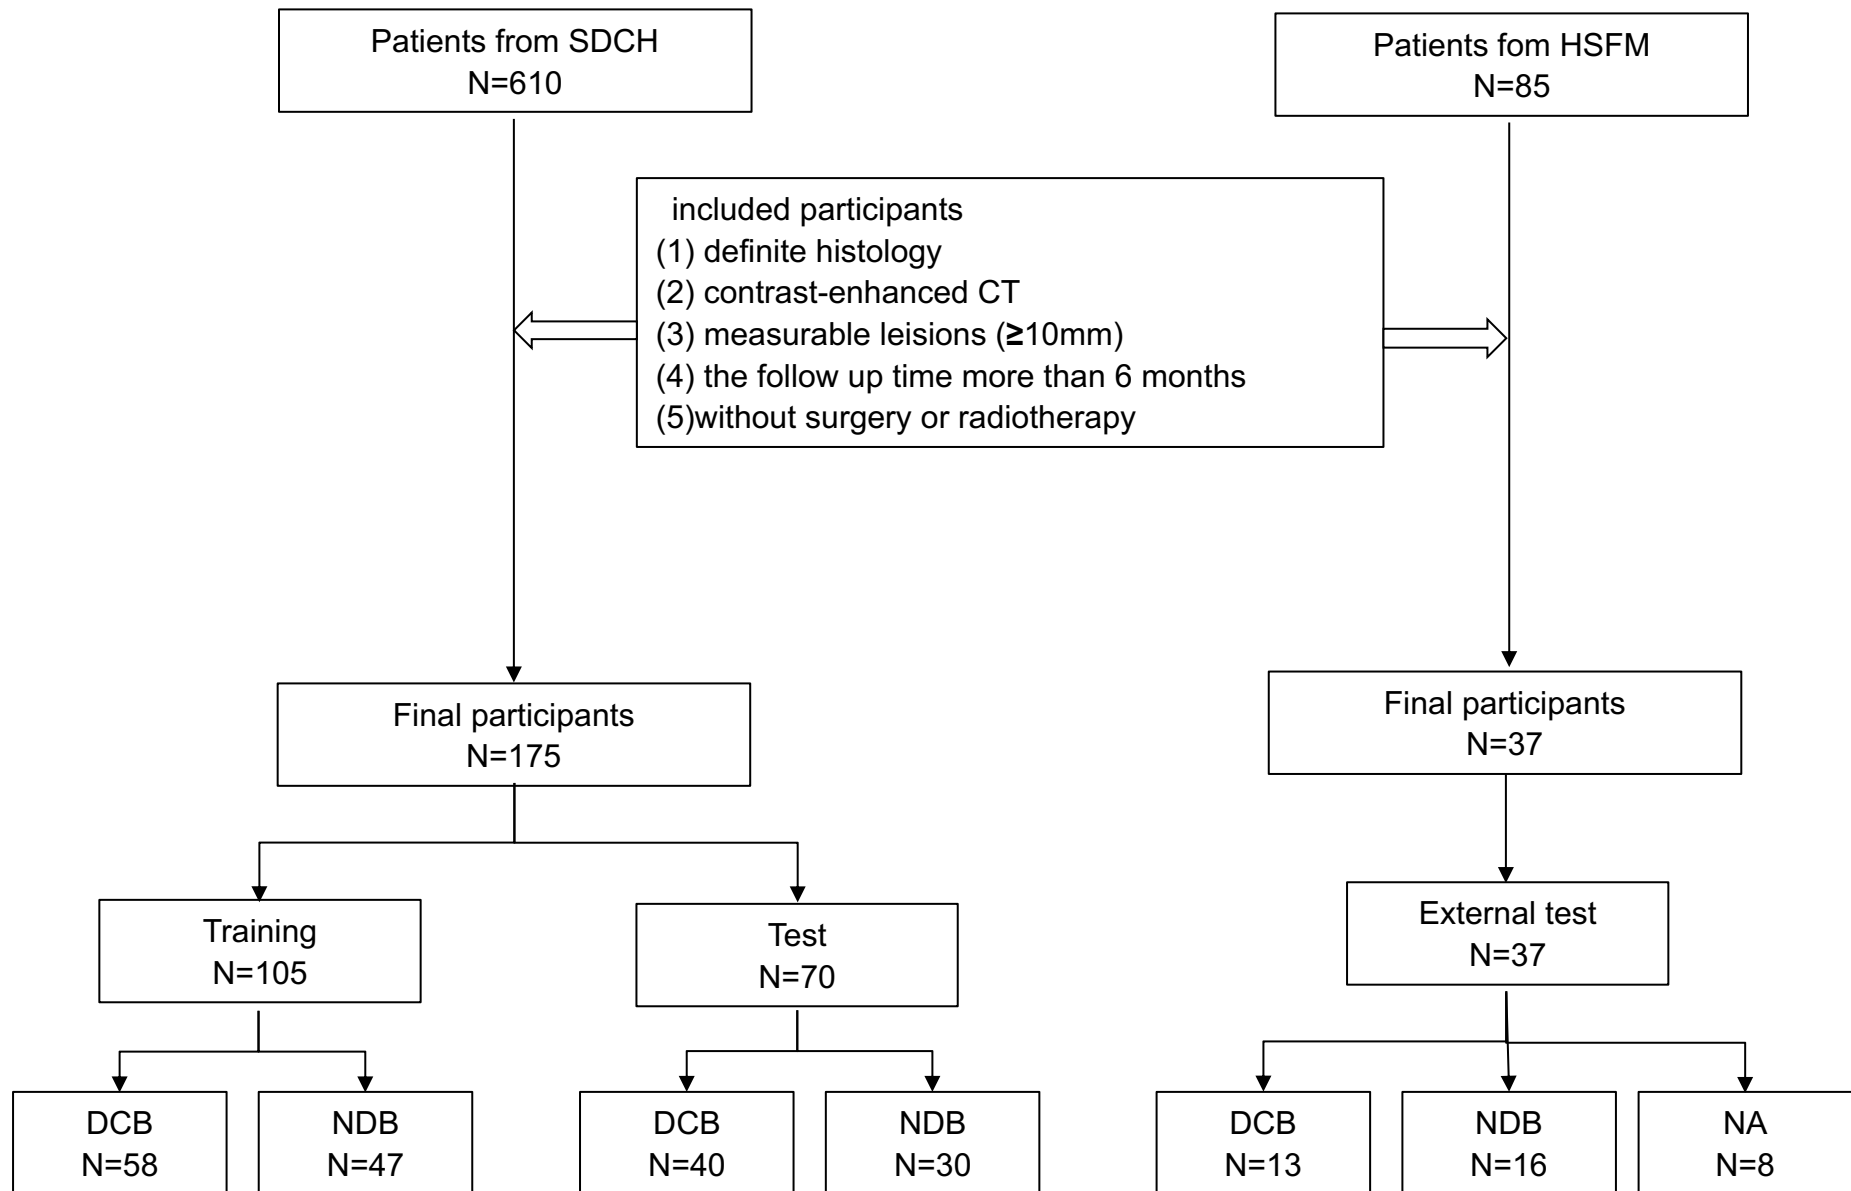 Patients from SDCH
N=610
Patients fom HSFM
N=85
included participants
(1) definite histology
(2) contrast-enhanced CT
(3) measurable leisions (≥10mm)
(4) the follow up time more than 6 months
(5)without surgery or radiotherapy
Final participants
N=175
Final participants
N=37
Training
N=105
Test
N=70
External test
N=37
DCB
N=58
NDB
N=47
DCB
N=40
NDB
N=30
DCB
N=13
NDB
N=16
NA
N=8